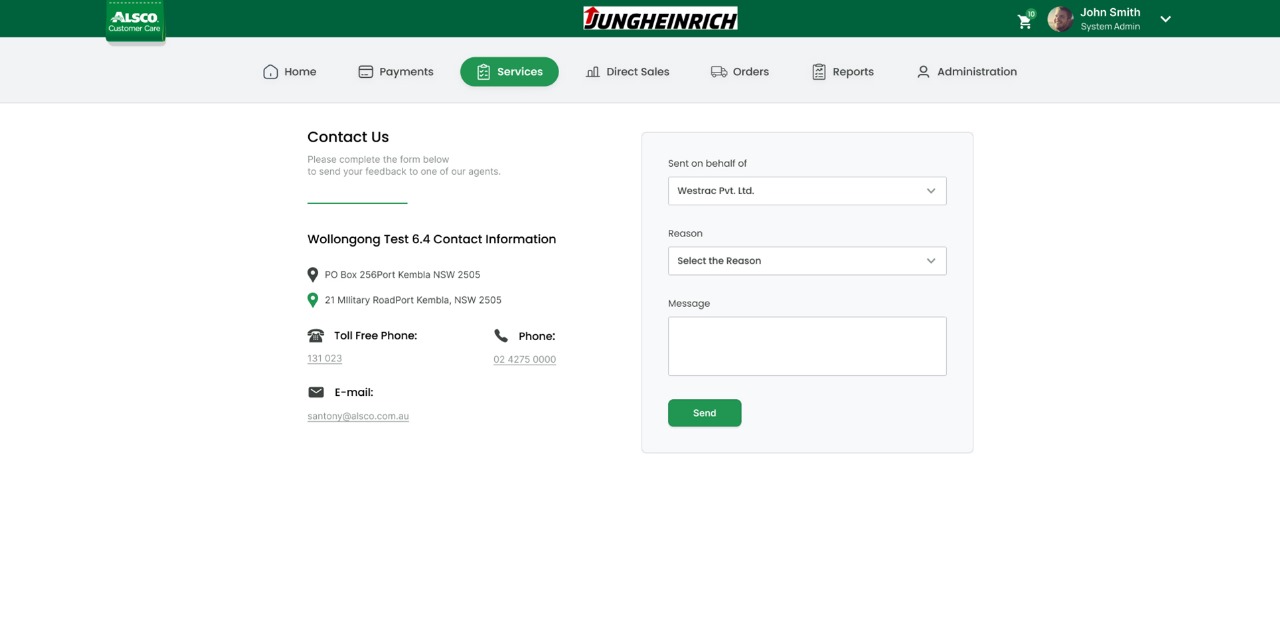 ALSCO
Customer Care
JUNGHEINRICH
10
John Smith
System Admin
Home
Payments
Services
Direct Sales
Orders
Reports
Administration
Contact Us
Please complete the form below
to send your feedback to one of our agents.
Wollongong Test 6.4 Contact Information
PO Box 256Port Kembla NSW 2505
21 MIlitary RoadPort Kembla, NSW 2505
Toll Free Phone:
131 023
Phone:
02 4275 0000
E-mail:
santony@alsco.com.au
Sent on behalf of
Westrac Pvt. Ltd.
Reason
Select the Reason
Message
Send